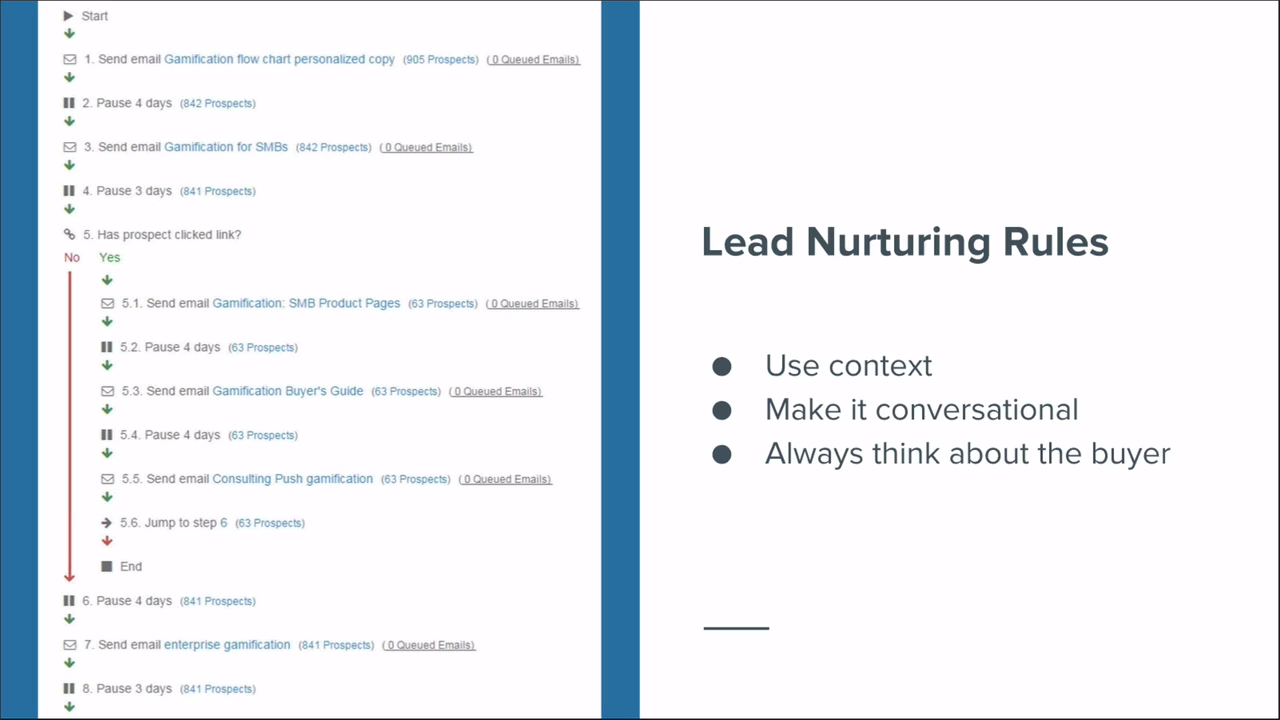 Start
1. Send email Gamification flow chart personalized copy (905 Prospects) ( 0 Queued Emails)
2. Pause 4 days (842 Prospects)
3. Send email Gamification for SMBs (842 Prospects) ( 0 Queued Emails)
4. Pause 3 days (841 Prospects)
5. Has prospect clicked link?
No Yes
5.1. Send email Gamification: SMB Product Pages (63 Prospects) ( 0 Queued Emails)
5.2. Pause 4 days (63 Prospects)
5.3. Send email Gamification Buyer's Guide (63 Prospects) ( 0 Queued Emails)
5.4. Pause 4 days (63 Prospects)
5.5. Send email Consulting Push gamification (63 Prospects) ( 0 Queued Emails)
5.6. Jump to step 6 (63 Prospects)
End
6. Pause 4 days (841 Prospects)
7. Send email enterprise gamification (841 Prospects) ( 0 Queued Emails)
8. Pause 3 days (841 Prospects)
Lead Nurturing Rules
● Use context
● Make it conversational
● Always think about the buyer